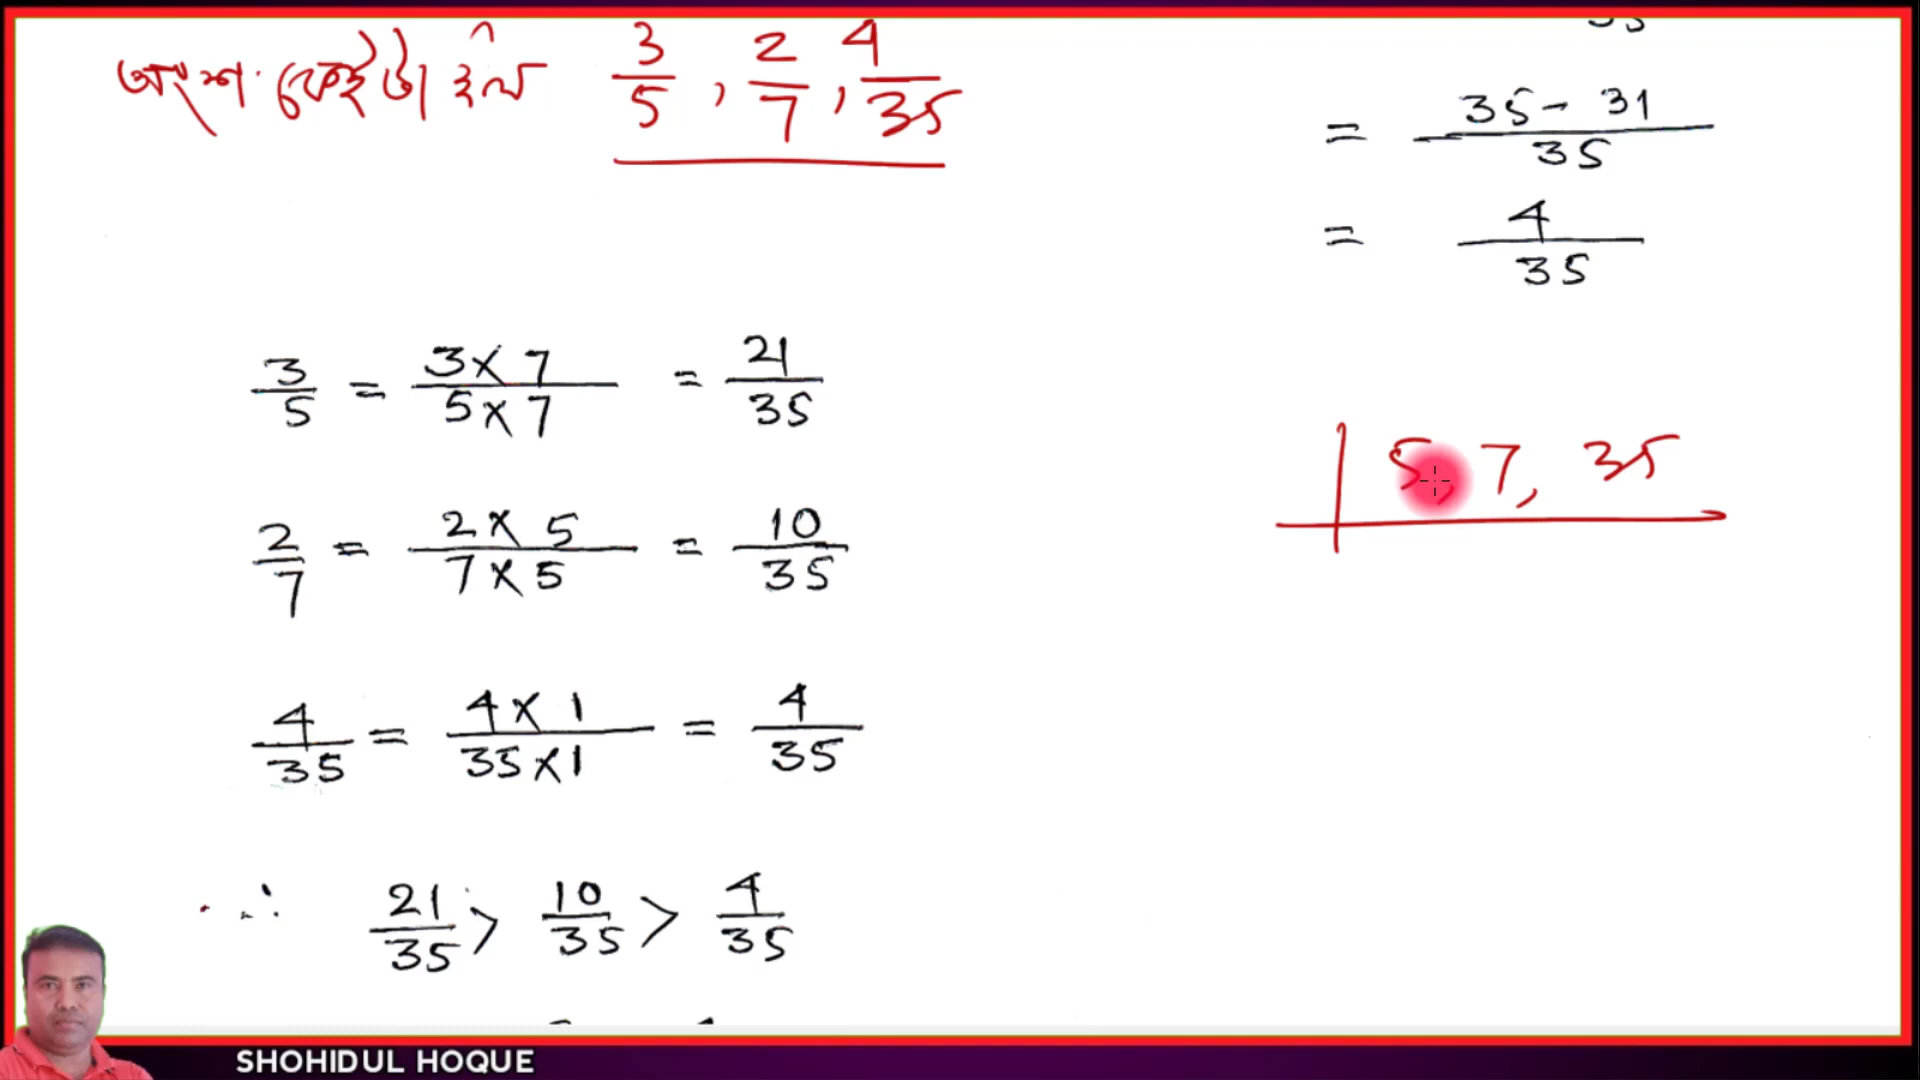 অংশ কেইটা হ'ল 3/5, 2/7, 4/35
3/5 = 3×7/5×7 = 21/35
2/7 = 2×5/7×5 = 10/35
4/35 = 4×1/35×1 = 4/35
∴ 21/35 > 10/35 > 4/35
= 35-31/35
= 4/35
5, 7, 35
SHOHIDUL HOQUE